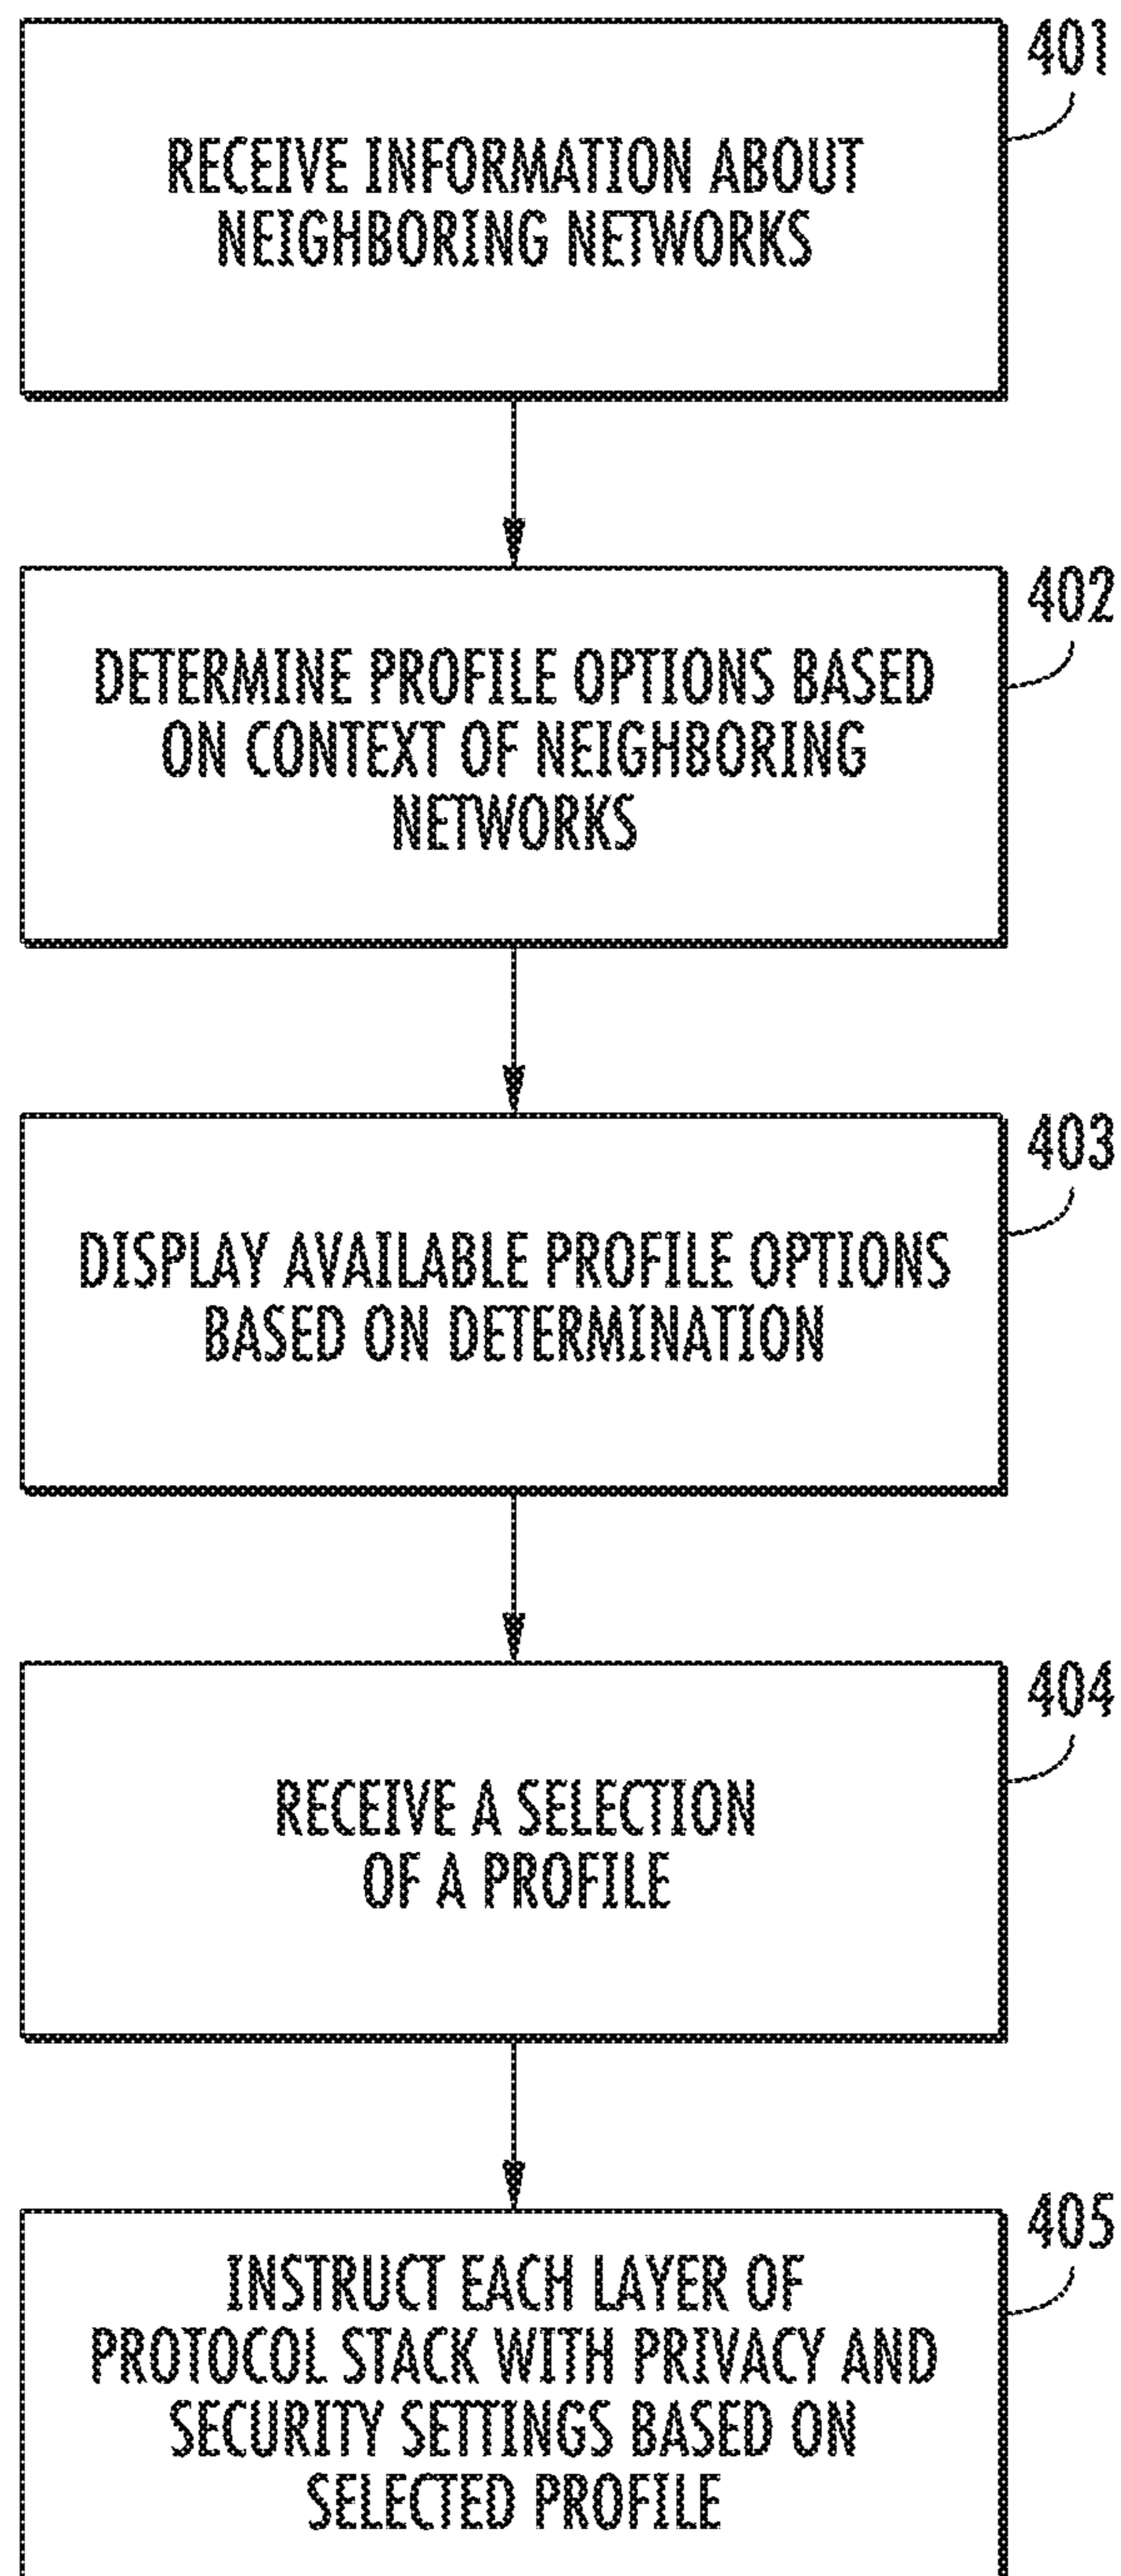 401
RECEIVE INFORMATION ABOUT
NEIGHBORING NETWORKS
402
DETERMINE PROFILE OPTIONS BASED
ON CONTEXT OF NEIGHBORING
NETWORKS
403
DISPLAY AVAILABLE PROFILE OPTIONS
BASED ON DETERMINATION
404
RECEIVE A SELECTION
OF A PROFILE
405
INSTRUCT EACH LAYER OF
PROTOCOL STACK WITH PRIVACY AND
SECURITY SETTINGS BASED ON
SELECTED PROFILE